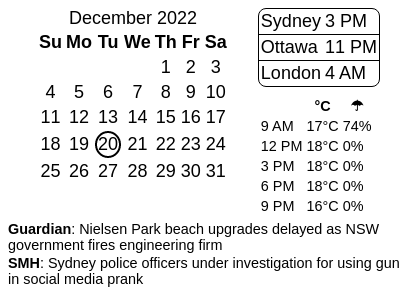 December 2022
Su Mo Tu We Th Fr Sa
1 2 3
4 5 6 7 8 9 10
11 12 13 14 15 16 17
18 19 20 21 22 23 24
25 26 27 28 29 30 31
Sydney 3 PM
Ottawa 11 PM
London 4 AM
°C ☂
9 AM 17°C 74%
12 PM 18°C 0%
3 PM 18°C 0%
6 PM 18°C 0%
9 PM 16°C 0%
Guardian: Nielsen Park beach upgrades delayed as NSW
government fires engineering firm
SMH: Sydney police officers under investigation for using gun
in social media prank